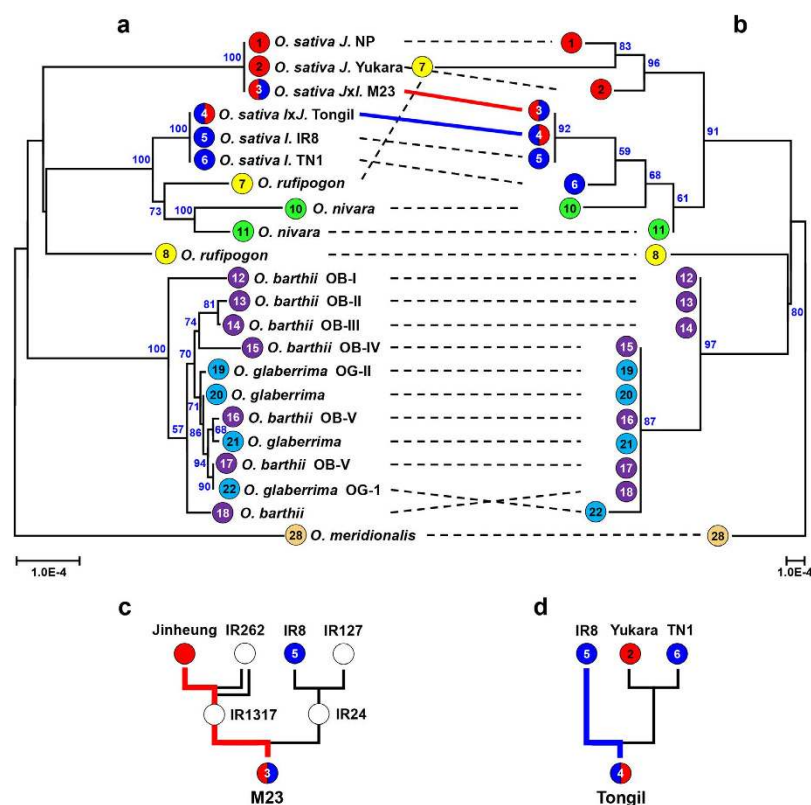 a
b
1 O. sativa J. NP 1
83
100 2 O. sativa J. Yukara 7 96
2
3 O. sativa JxI. M23
3
4 O. sativa IxJ. Tongil 92 91
4
100 5 O. sativa I. IR8 5 59
6 O. sativa I. TN1 68
100 6
7 O. rufipogon 61
73 100 10 O. nivara 10
11 O. nivara 11
8 O. rufipogon 8
12 O. barthii OB-I 12
80
81 13 O. barthii OB-II 13
74 14 O. barthii OB-III 14
100 15 O. barthii OB-IV 15 97
70 19 O. glaberrima OG-II 19
71 20 O. glaberrima 20
16 O. barthii OB-V 16
57 86 68 21 O. glaberrima 21 87
94 17 O. barthii OB-V 17
90 22 O. glaberrima OG-1 18
18 O. barthii 22
28 O. meridionalis 28
1.0E-4
1.0E-4
c
d
Jinheung IR262 IR8 IR127
5
IR1317 IR24
3
M23
IR8 Yukara TN1
5 2 6
4
Tongil